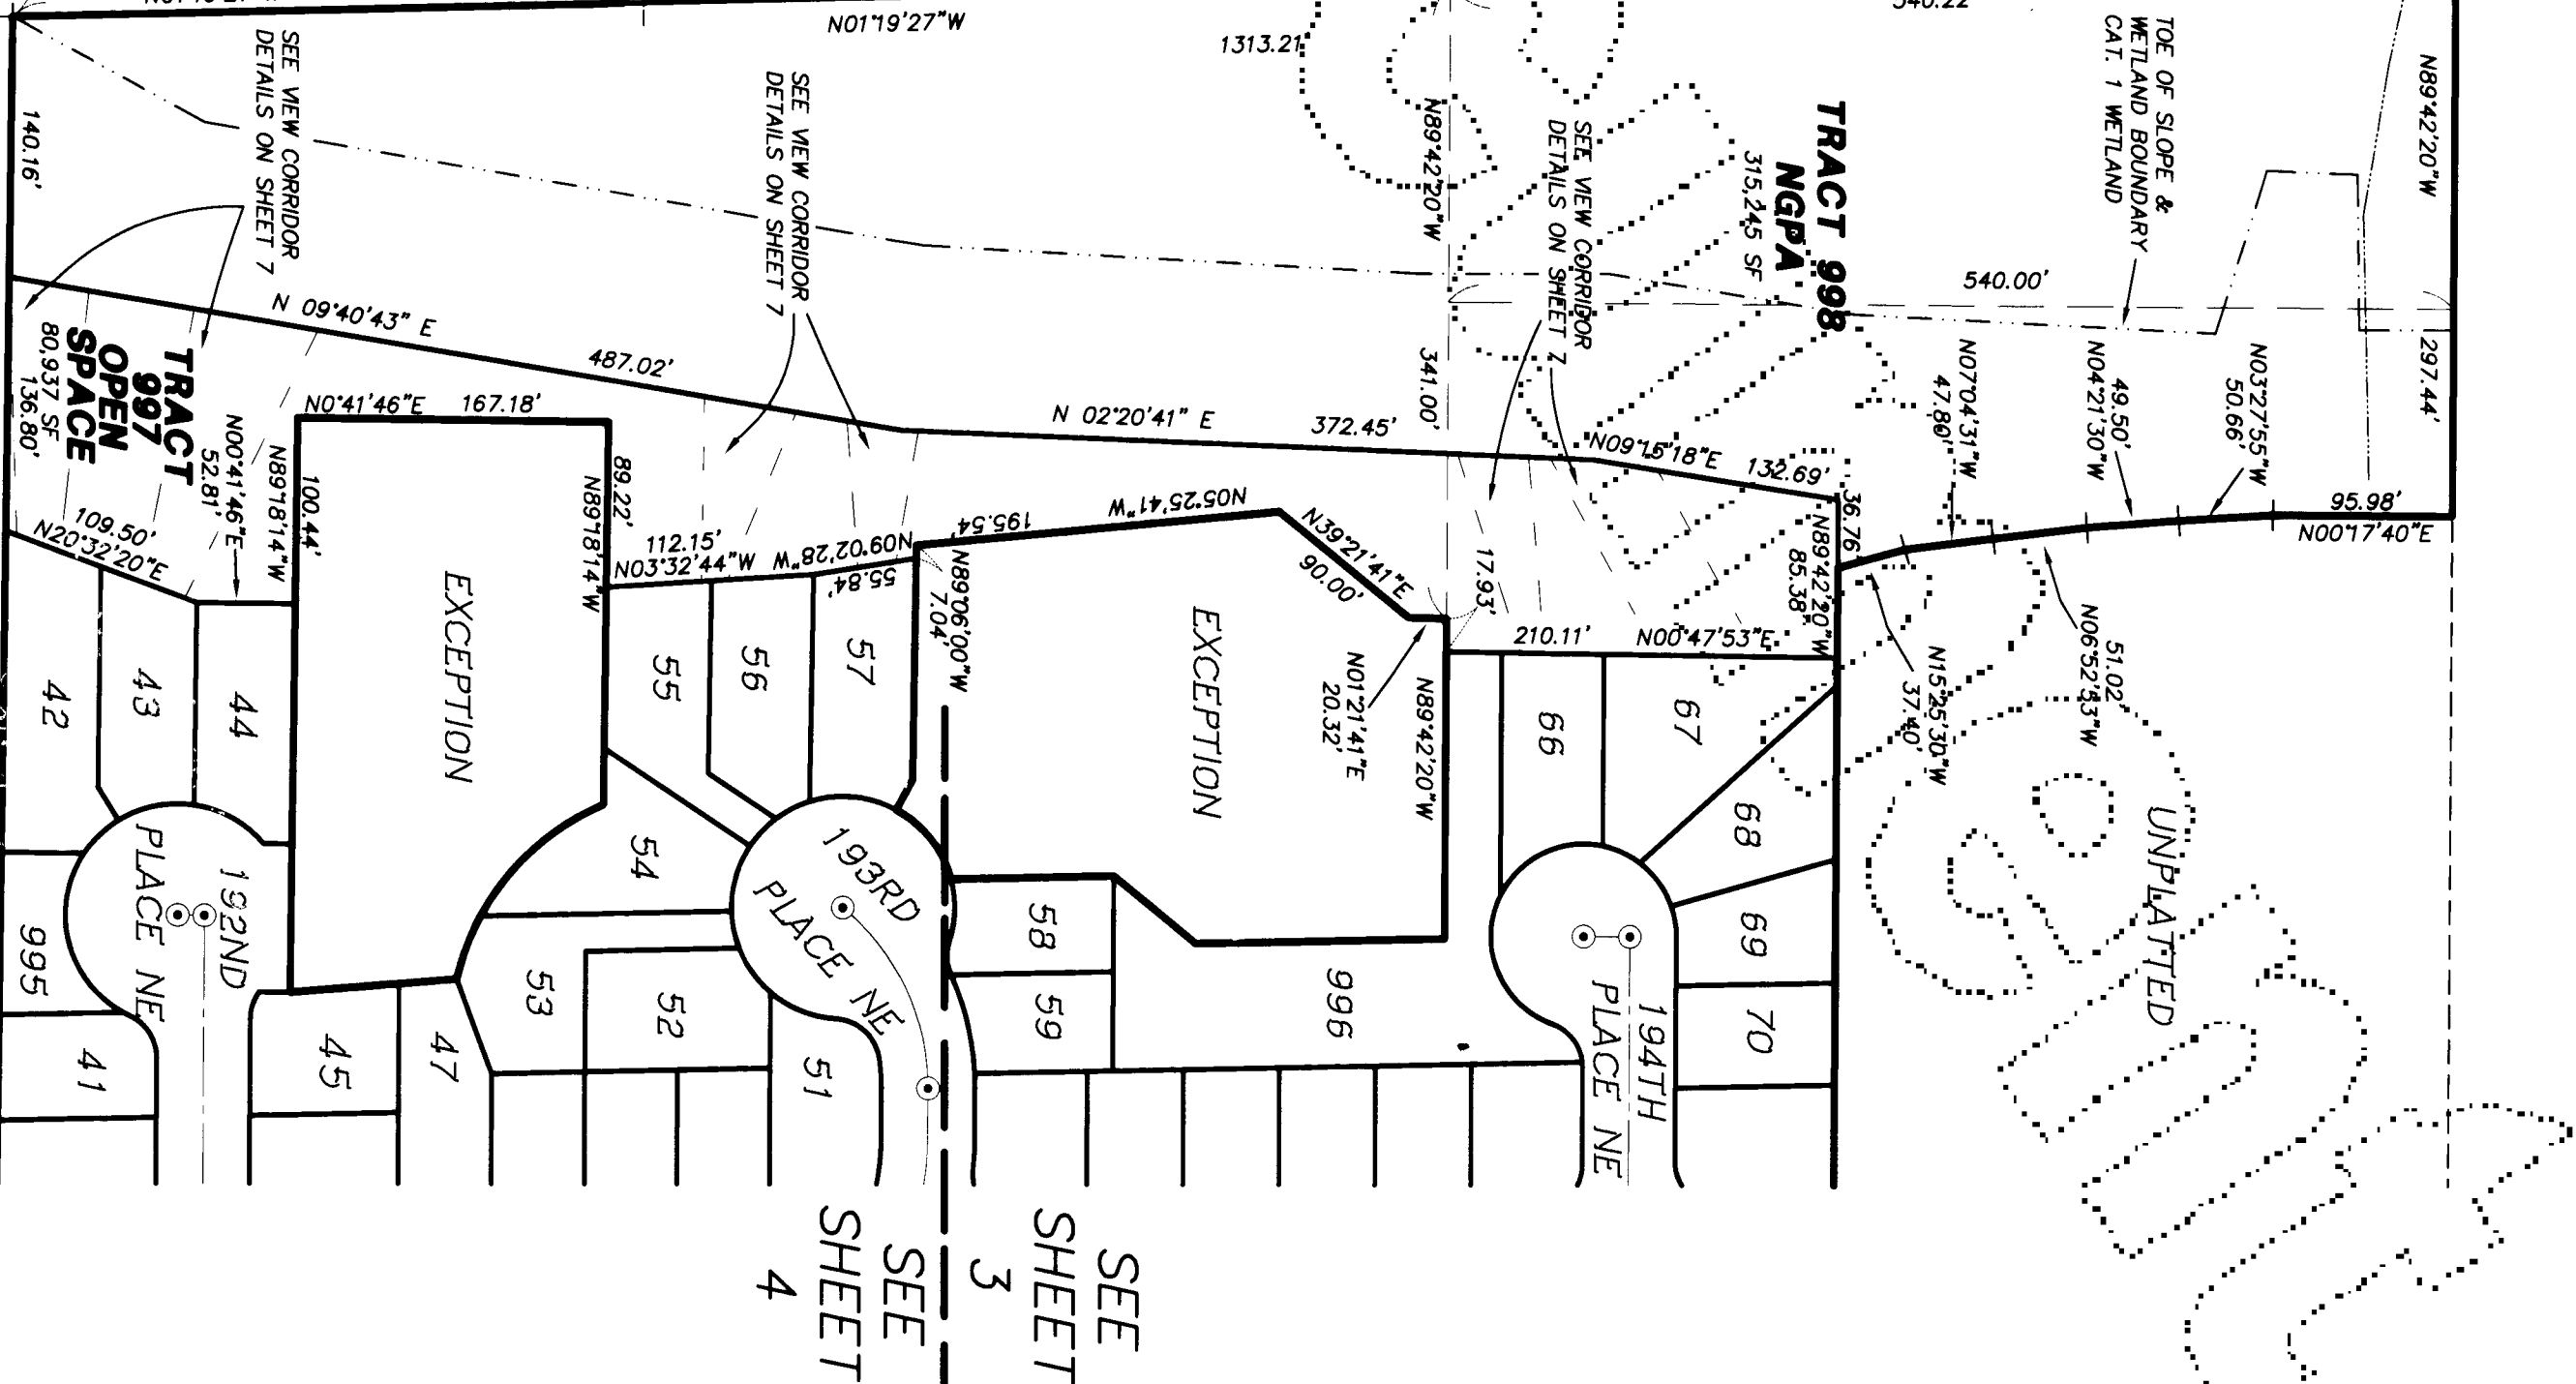 N01°19'27"W
1313.21
540.22
TOE OF SLOPE &
WETLAND BOUNDARY
CAT. 1 WETLAND
N89°42'20"W
297.44'
SEE VIEW CORRIDOR
DETAILS ON SHEET 7
SEE VIEW CORRIDOR
DETAILS ON SHEET 7
SEE VIEW CORRIDOR
DETAILS ON SHEET 7
N89°42'20"W
341.00'
TRACT 998
NGPA
315,245 SF
540.00'
140.16'
N 09°40'43" E
487.02'
N 02°20'41" E
372.45'
N09°15'18"E
132.69'
N07°04'31"W
47.80'
N04°21'30"W
49.50'
N03°27'55"W
50.66'
95.98'
N00°17'40"E
TRACT
997
OPEN
SPACE
80,937 SF
136.80'
N0°41'46"E
167.18'
N00°41'46"E
52.81'
N89°18'14"W
100.44'
89.22'
N89°18'14"W
109.50'
N20°32'20"E
112.15'
N03°32'44"W
N09°02'28"W
55.84'
195.54'
N05°25'41"W
N89°06'00"W
7.04'
N39°21'41"E
90.00'
17.93'
36.76
N89°42'20"W
85.38'
210.11'
N00°47'53"E
N01°21'41"E
20.32'
N89°42'20"W
N15°25'30"W
37.40'
51.02'
N06°52'53"W
EXCEPTION
EXCEPTION
UNPLATTED
42
43
44
55
56
57
66
67
68
69
70
54
53
52
51
58
59
996
995
41
45
47
192ND
PLACE NE
193RD
PLACE NE
194TH
PLACE NE
SEE
SHEET
3
SEE
SHEET
4